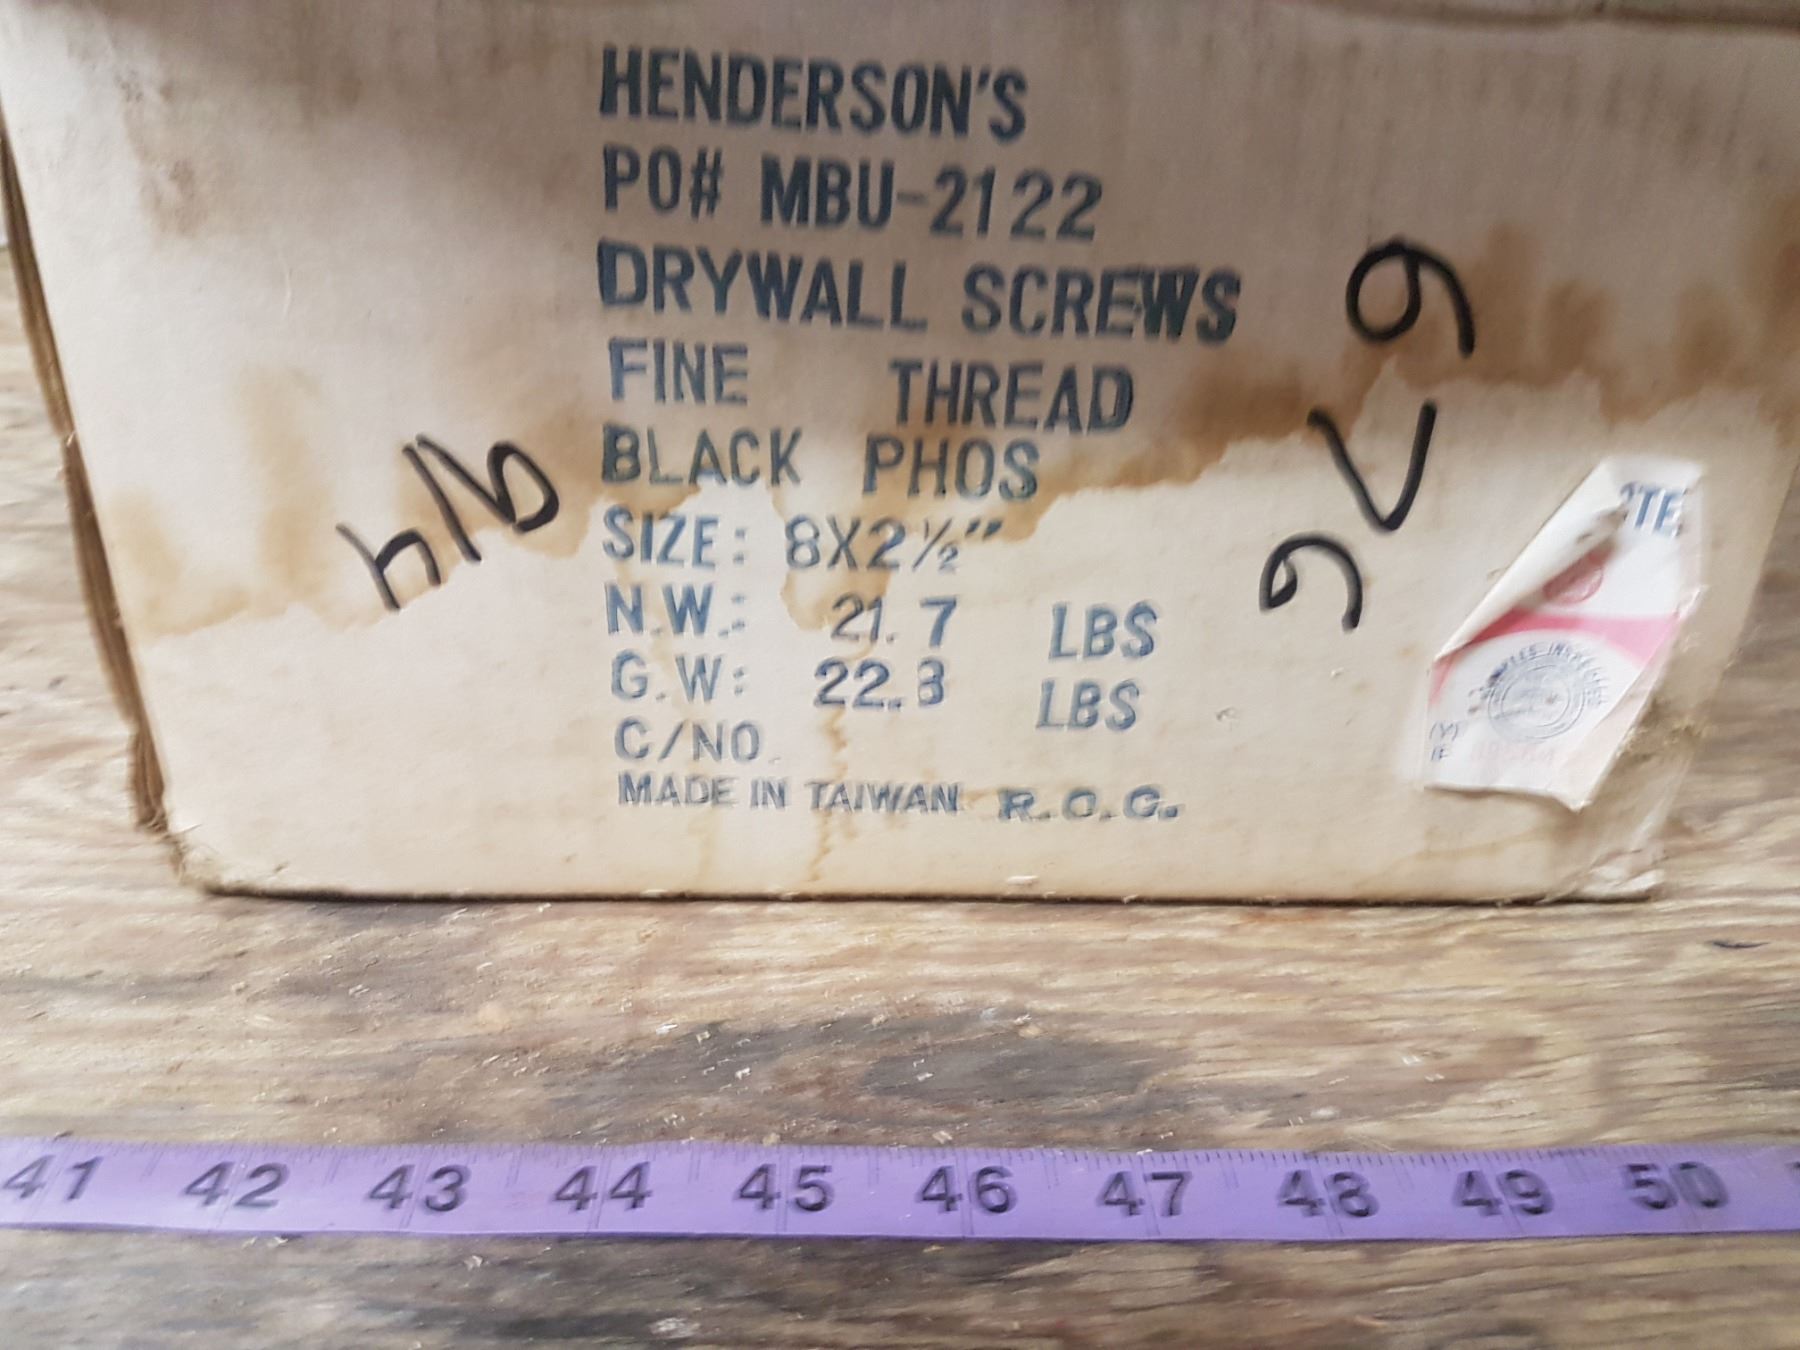 HENDERSON'S
PO# MBU-2122
DRYWALL SCREWS
FINE THREAD
BLACK PHOS
SIZE: 8X2½"
N.W.: 21.7 LBS
G.W: 22.3 LBS
C/NO.
MADE IN TAIWAN R.O.C.
41 42 43 44 45 46 47 48 49 50